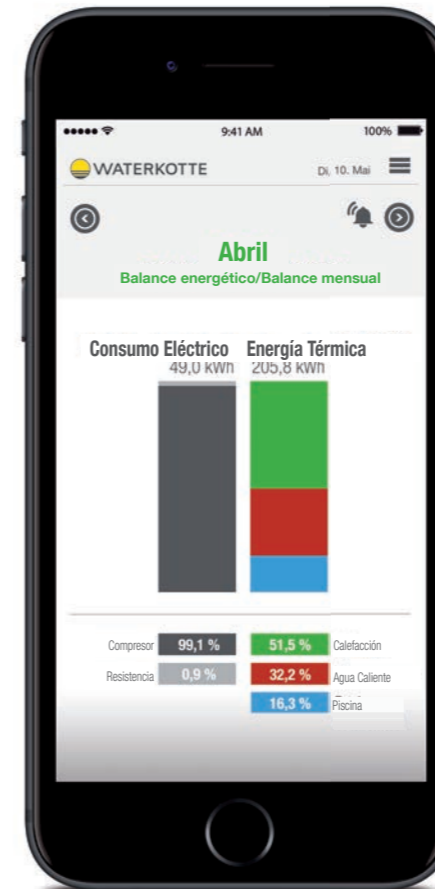 9:41 AM 100%
WATERKOTTE Di, 10. Mai
Abril
Balance energético/Balance mensual
Consumo Eléctrico Energía Térmica
49,0 kWh 205,8 kWh
Compresor 99,1 % 51,5 % Calefacción
Resistencia 0,9 % 32,2 % Agua Caliente
16,3 % Piscina